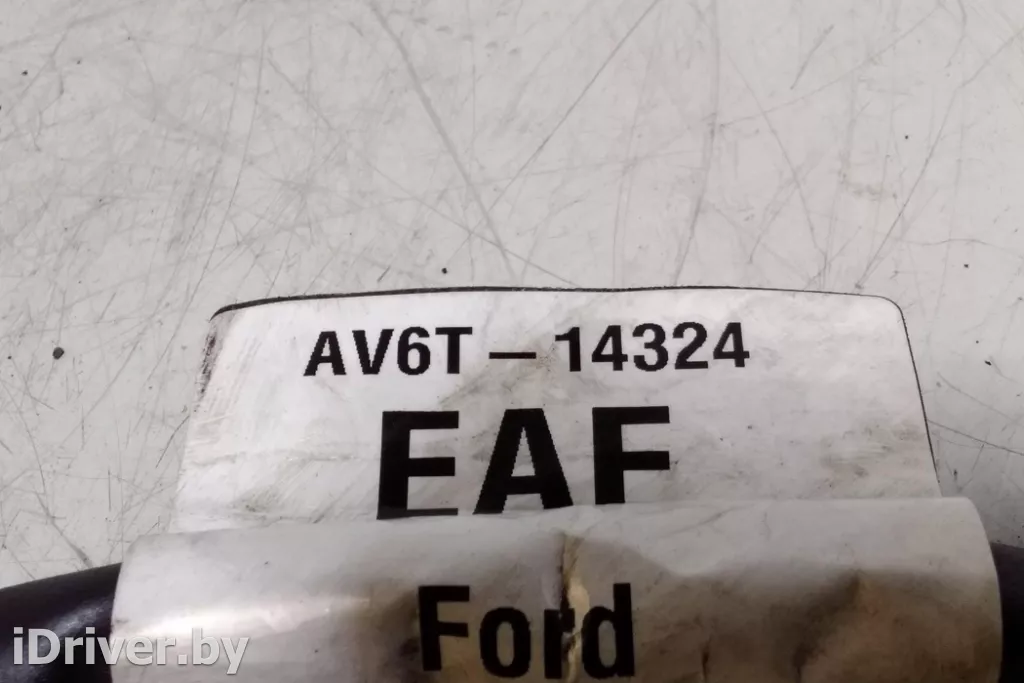 AV6T – 14324
EAF
Ford
iDriver.by